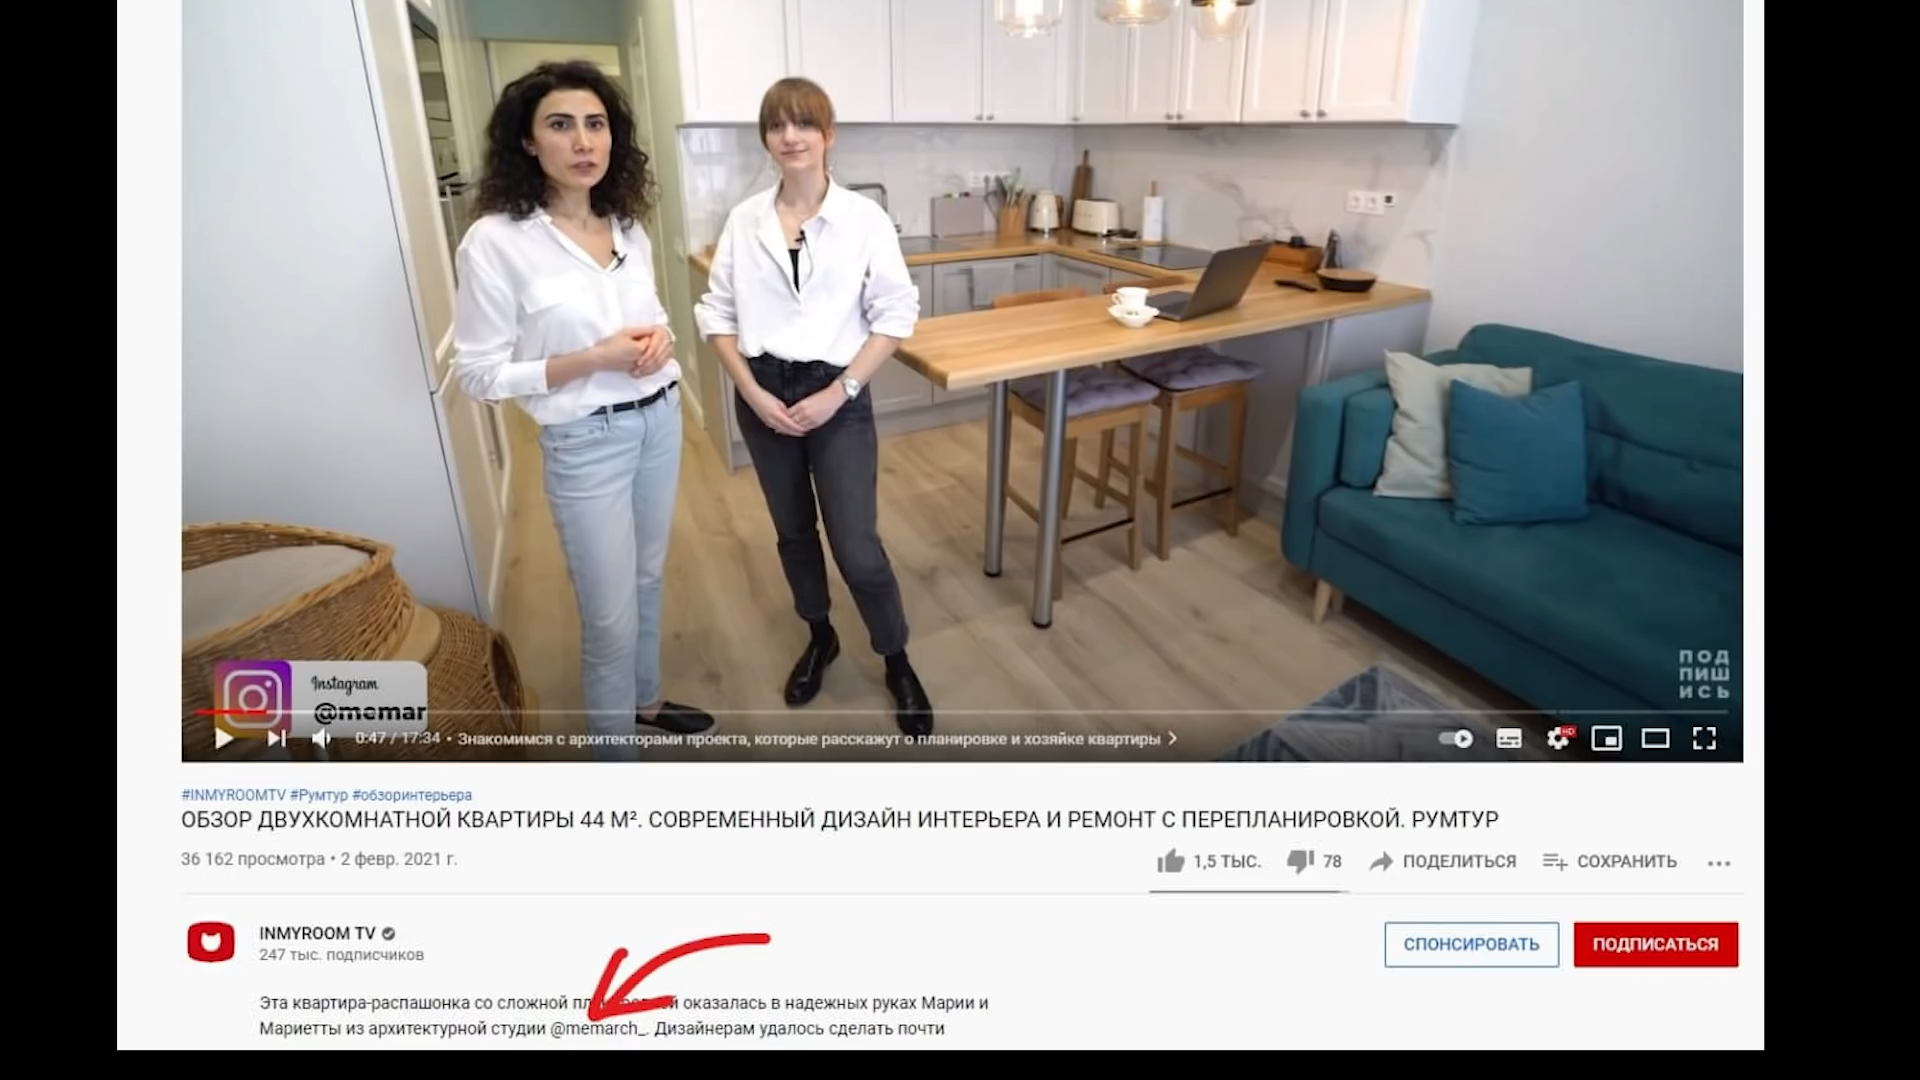 Instagram
@memar
ПОД
ПИШ
ИСЬ
0:47 / 17:34 • Знакомимся с архитекторами проекта, которые расскажут о планировке и хозяйке квартиры
HD
#INMYROOMTV #Румтур #обзоринтерьера
ОБЗОР ДВУХКОМНАТНОЙ КВАРТИРЫ 44 М². СОВРЕМЕННЫЙ ДИЗАЙН ИНТЕРЬЕРА И РЕМОНТ С ПЕРЕПЛАНИРОВКОЙ. РУМТУР
36 162 просмотра • 2 февр. 2021 г.
1,5 ТЫС. 78 ПОДЕЛИТЬСЯ СОХРАНИТЬ
INMYROOM TV
247 тыс. подписчиков
СПОНСИРОВАТЬ ПОДПИСАТЬСЯ
Эта квартира-распашонка со сложной оказалась в надежных руках Марии и
Мариетты из архитектурной студии @memarch_. Дизайнерам удалось сделать почти